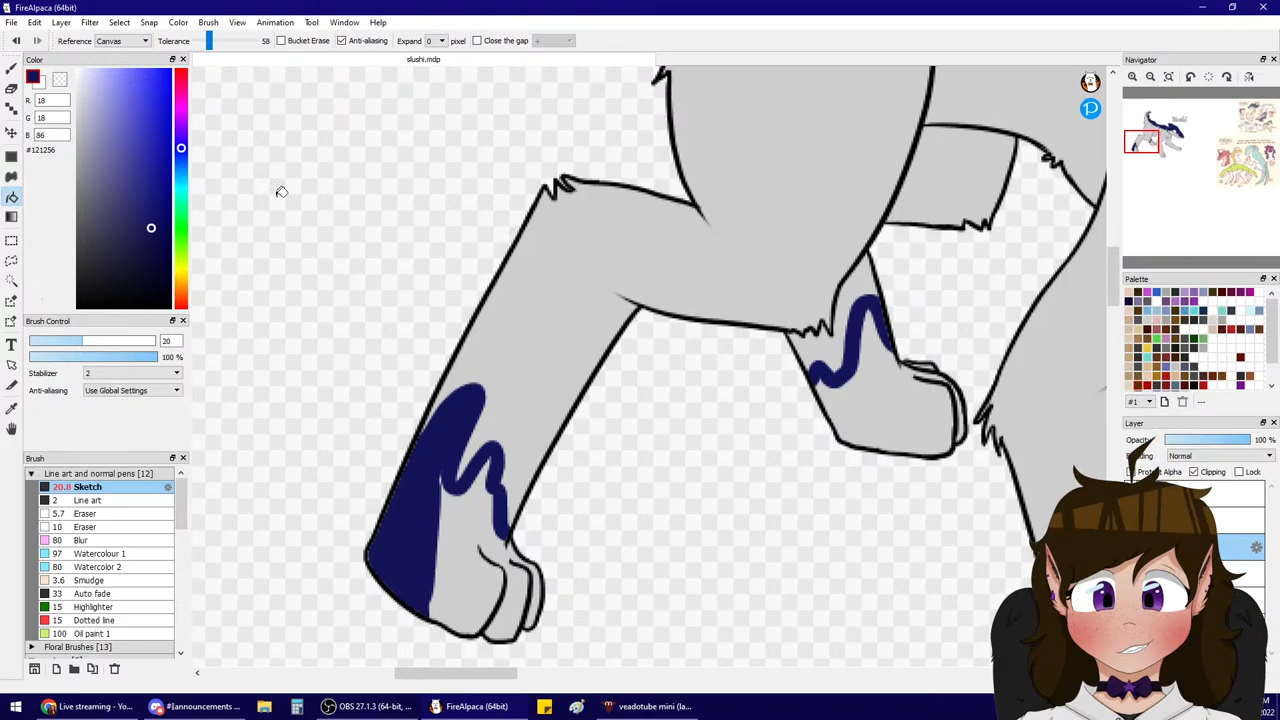 FireAlpaca (64bit)
File Edit Layer Filter Select Snap Color Brush View Animation Tool Window Help
Reference Canvas Tolerance 58 Bucket Erase Anti-aliasing Expand 0 pixel Close the gap
Color
slushi.mdp
Navigator
R 18
G 18
B 86
#121256
Brush Control
20
100 %
Stabilizer 2
Anti-aliasing Use Global Settings
Brush
Line art and normal pens [12]
20.8 Sketch
2 Line art
5.7 Eraser
10 Eraser
80 Blur
97 Watercolour 1
80 Watercolor 2
3.6 Smudge
33 Auto fade
15 Highlighter
15 Dotted line
100 Oil paint 1
Floral Brushes [13]
Palette
#1
Layer
Opacity 100 %
Normal
Protect Alpha Clipping Lock
Live streaming - Yo...
#[announcements ...
OBS 27.1.3 (64-bit, ...
FireAlpaca (64bit)
veadotube mini (la...
2022